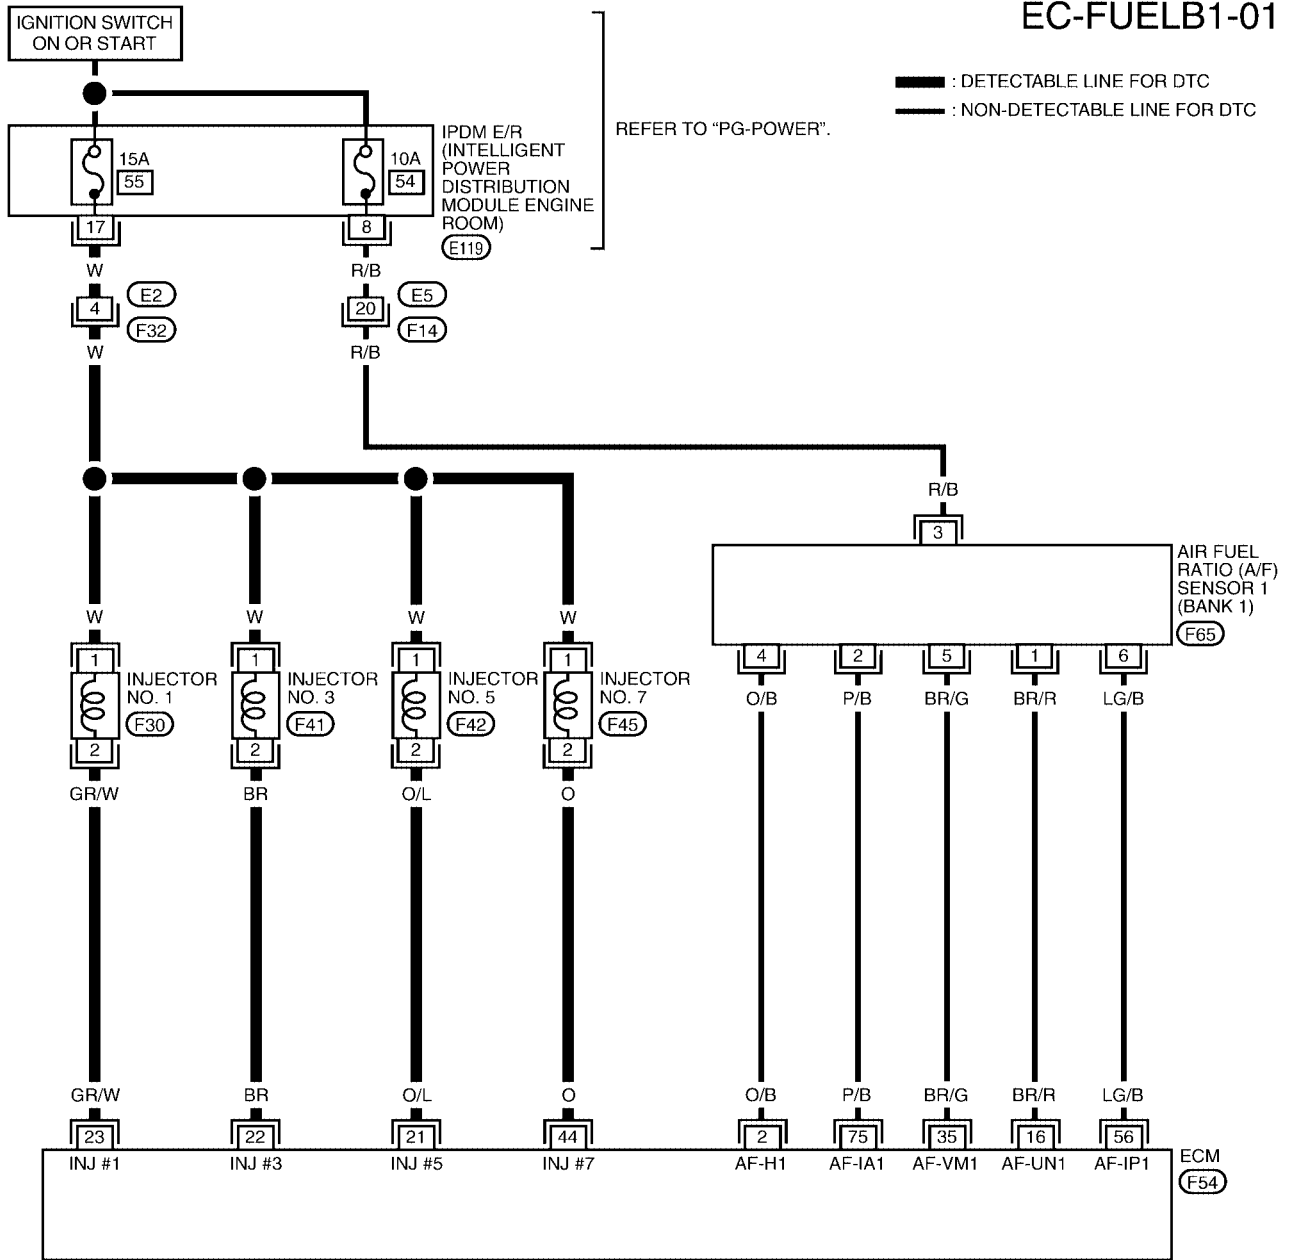 EC-FUELB1-01
IGNITION SWITCH
ON OR START
: DETECTABLE LINE FOR DTC
: NON-DETECTABLE LINE FOR DTC
REFER TO “PG-POWER”.
15A
55
10A
54
IPDM E/R
(INTELLIGENT
POWER
DISTRIBUTION
MODULE ENGINE
ROOM)
E119
17
8
W
R/B
4
E2
F32
20
E5
F14
W
R/B
R/B
3
AIR FUEL
RATIO (A/F)
SENSOR 1
(BANK 1)
F65
W
W
W
W
1
1
1
1
INJECTOR
NO. 1
F30
INJECTOR
NO. 3
F41
INJECTOR
NO. 5
F42
INJECTOR
NO. 7
F45
2
2
2
2
4
2
5
1
6
GR/W
BR
O/L
O
O/B
P/B
BR/G
BR/R
LG/B
GR/W
BR
O/L
O
O/B
P/B
BR/G
BR/R
LG/B
23
22
21
44
2
75
35
16
56
INJ #1
INJ #3
INJ #5
INJ #7
AF-H1
AF-IA1
AF-VM1
AF-UN1
AF-IP1
ECM
F54